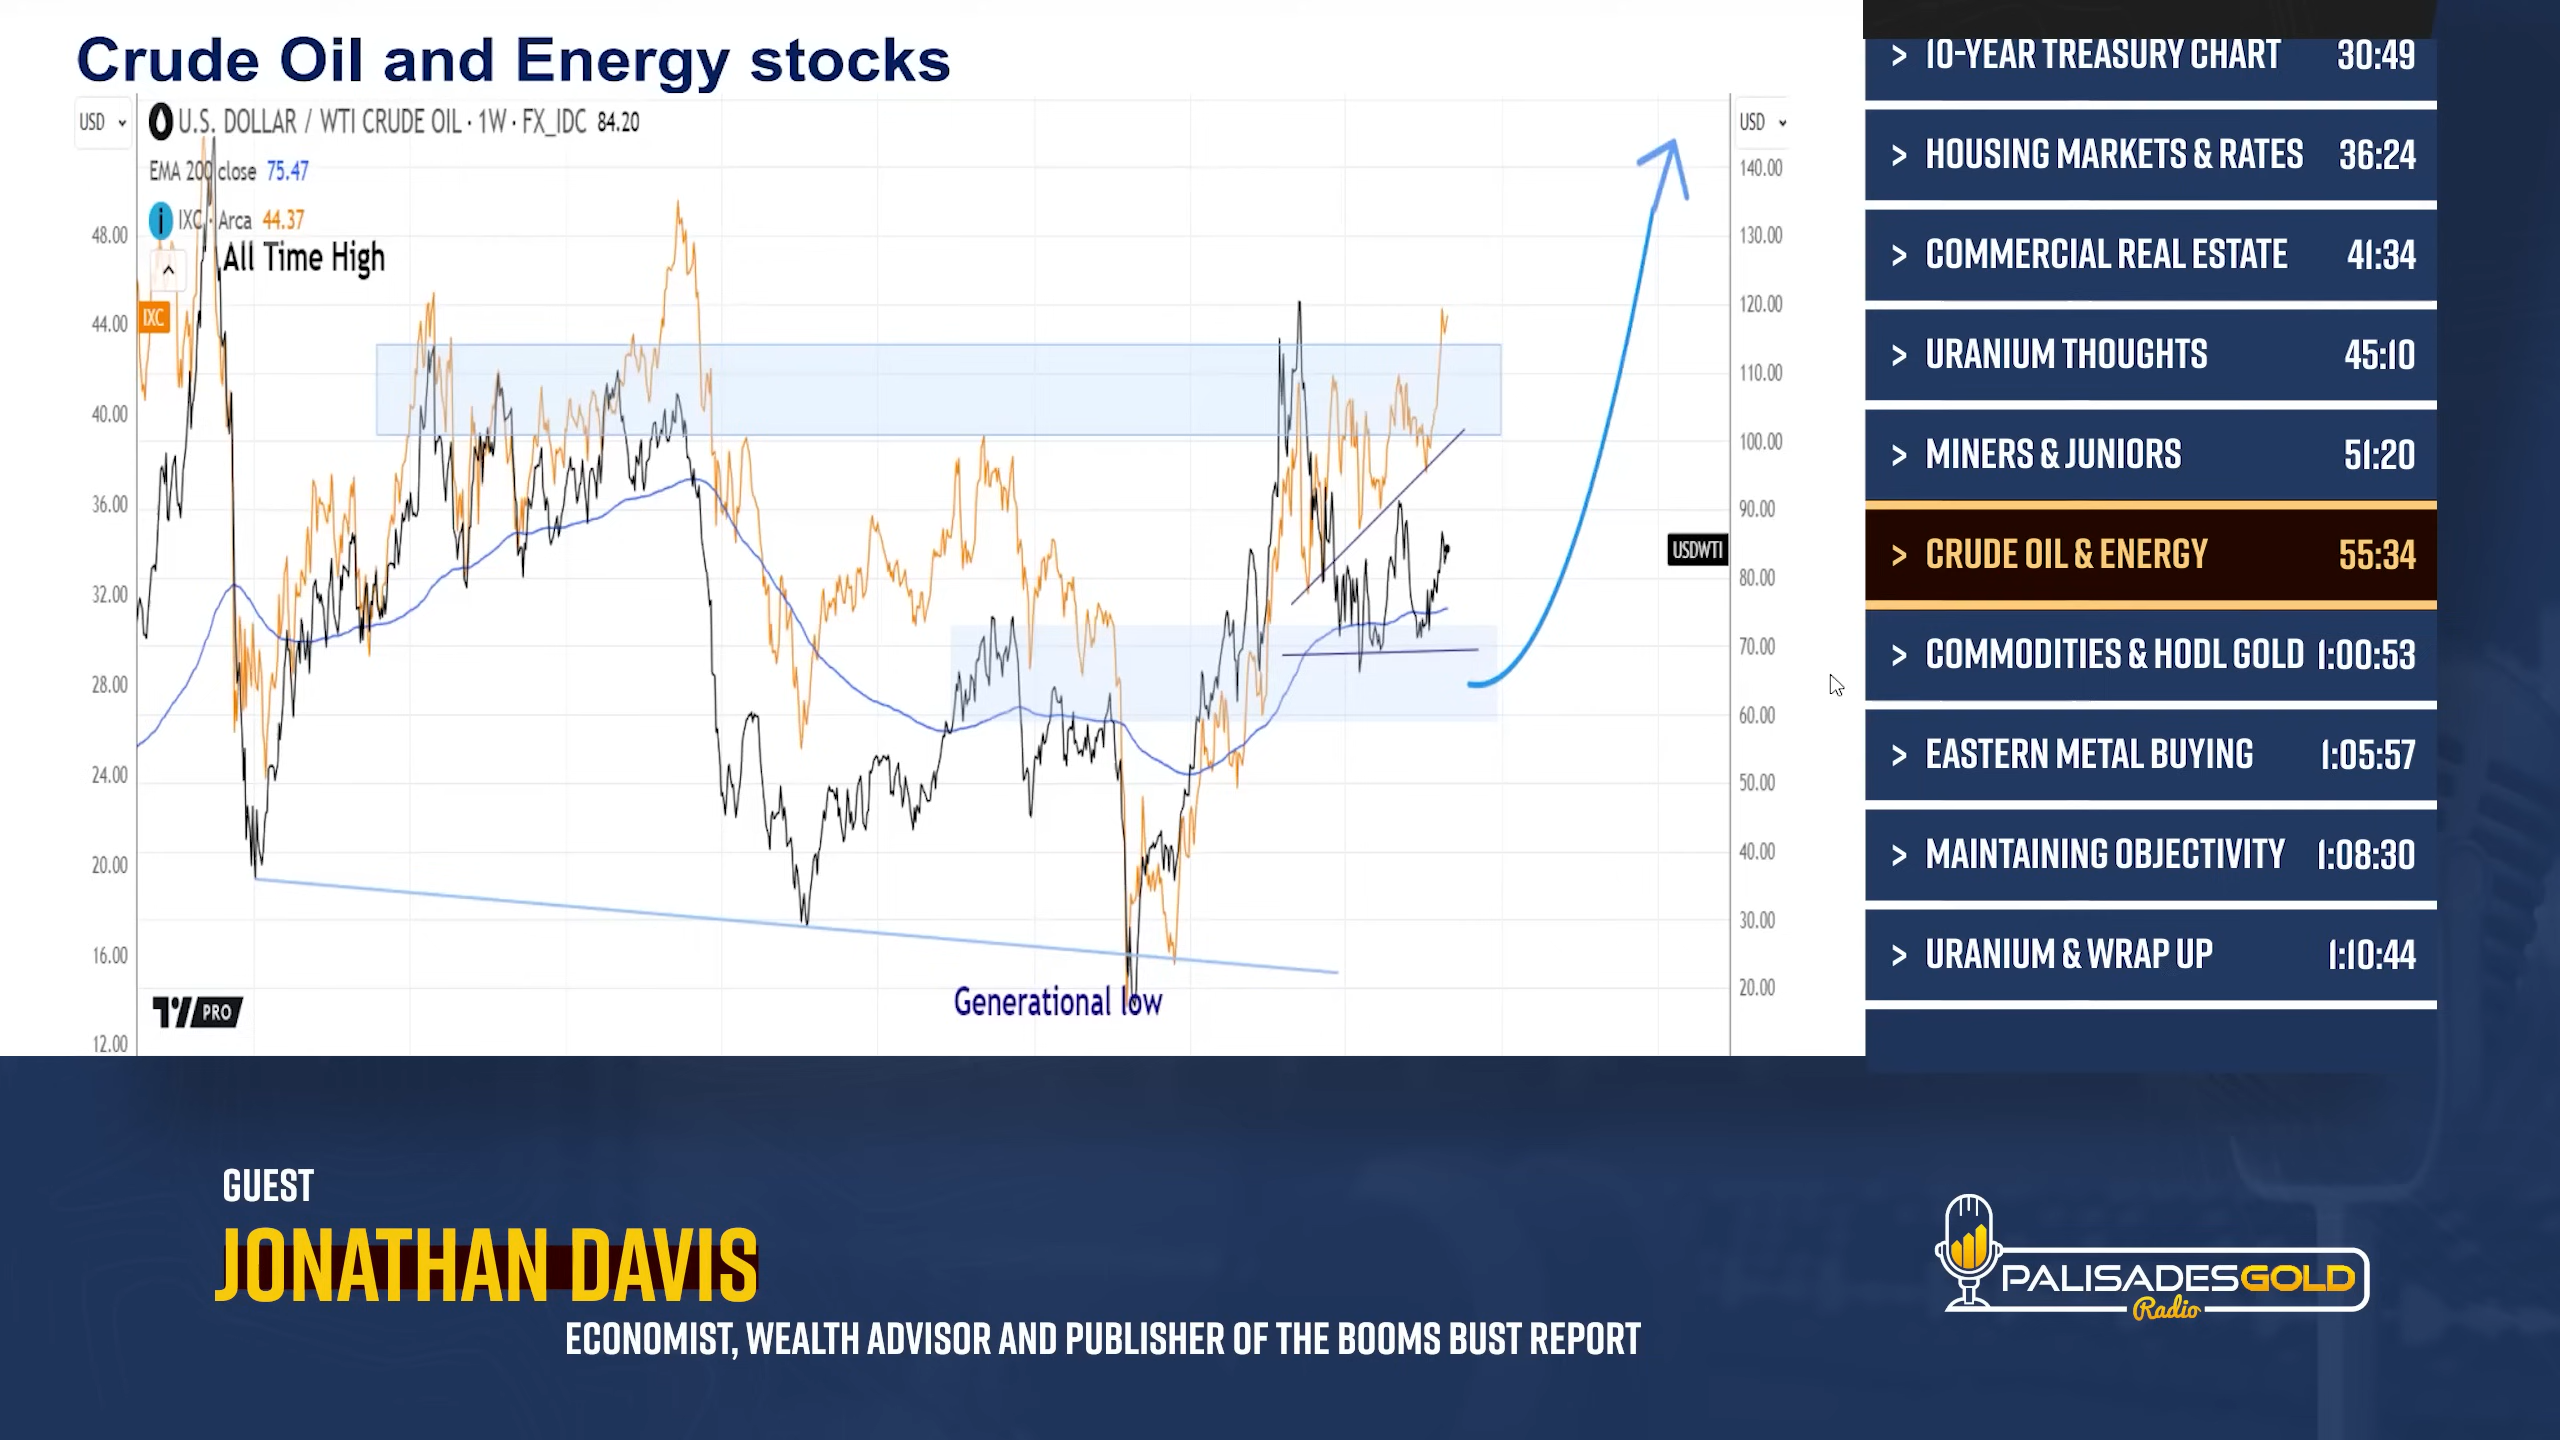 Crude Oil and Energy stocks
USD
U.S. DOLLAR / WTI CRUDE OIL · 1W · FX_IDC 84.20
EMA 200 close 75.47
IXC · Arca 44.37
All Time High
IXC
48.00
44.00
40.00
36.00
32.00
28.00
24.00
20.00
16.00
12.00
USD
140.00
130.00
120.00
110.00
100.00
90.00
USDWTI
80.00
70.00
60.00
50.00
40.00
30.00
20.00
Generational low
PRO
> 10-YEAR TREASURY CHART 30:49
> HOUSING MARKETS & RATES 36:24
> COMMERCIAL REAL ESTATE 41:34
> URANIUM THOUGHTS 45:10
> MINERS & JUNIORS 51:20
> CRUDE OIL & ENERGY 55:34
> COMMODITIES & HODL GOLD 1:00:53
> EASTERN METAL BUYING 1:05:57
> MAINTAINING OBJECTIVITY 1:08:30
> URANIUM & WRAP UP 1:10:44
GUEST
JONATHAN DAVIS
ECONOMIST, WEALTH ADVISOR AND PUBLISHER OF THE BOOMS BUST REPORT
PALISADESGOLD
Radio